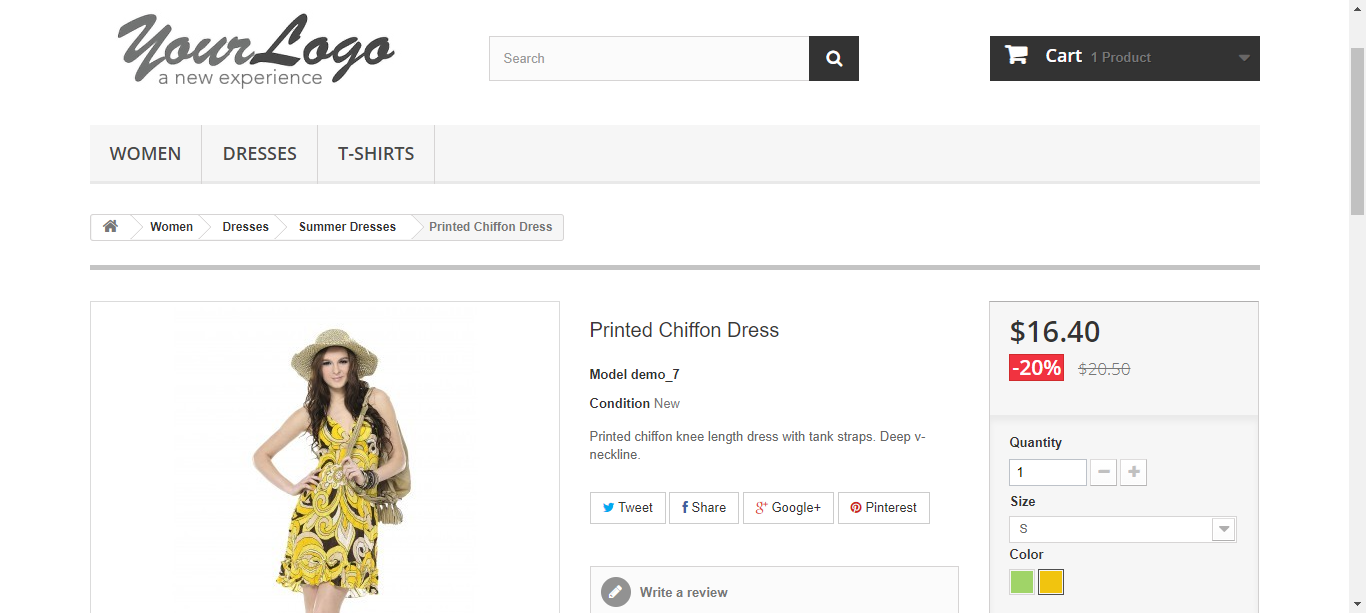 YourLogo
a new experience
Search
Cart 1 Product
WOMEN DRESSES T-SHIRTS
Women Dresses Summer Dresses Printed Chiffon Dress
Printed Chiffon Dress
Model demo_7
Condition New
Printed chiffon knee length dress with tank straps. Deep v-
neckline.
Tweet Share Google+ Pinterest
Write a review
$16.40
-20% $20.50
Quantity
1
Size
S
Color